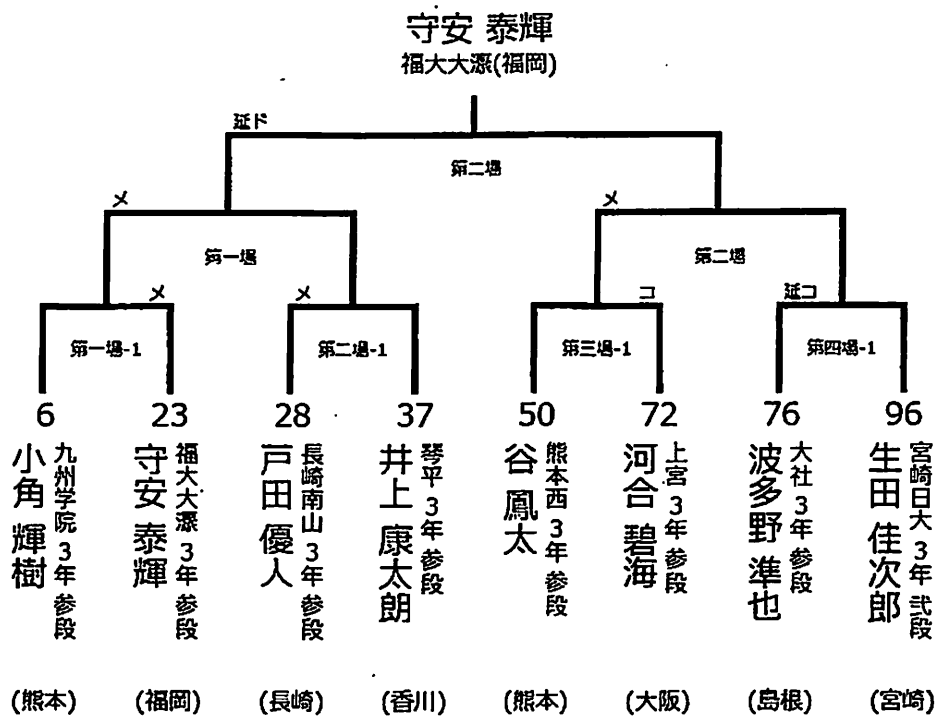 守安 泰輝
福大大濠(福岡)
延ド
第二場
メ
メ
第一場
第二場
メ
メ
コ
延コ
第一場-1
第二場-1
第三場-1
第四場-1
6
23
28
37
50
72
76
96
小角 輝樹
九州学院 3年 参段
守安 泰輝
福大大濠 3年 参段
戸田 優人
長崎南山 3年 参段
井上 康太朗
琴平 3年 参段
谷 鳳太
熊本西 3年 参段
河合 碧海
上宮 3年 参段
波多野 準也
大社 3年 参段
生田 佳次郎
宮崎日大 3年 弐段
(熊本)
(福岡)
(長崎)
(香川)
(熊本)
(大阪)
(島根)
(宮崎)